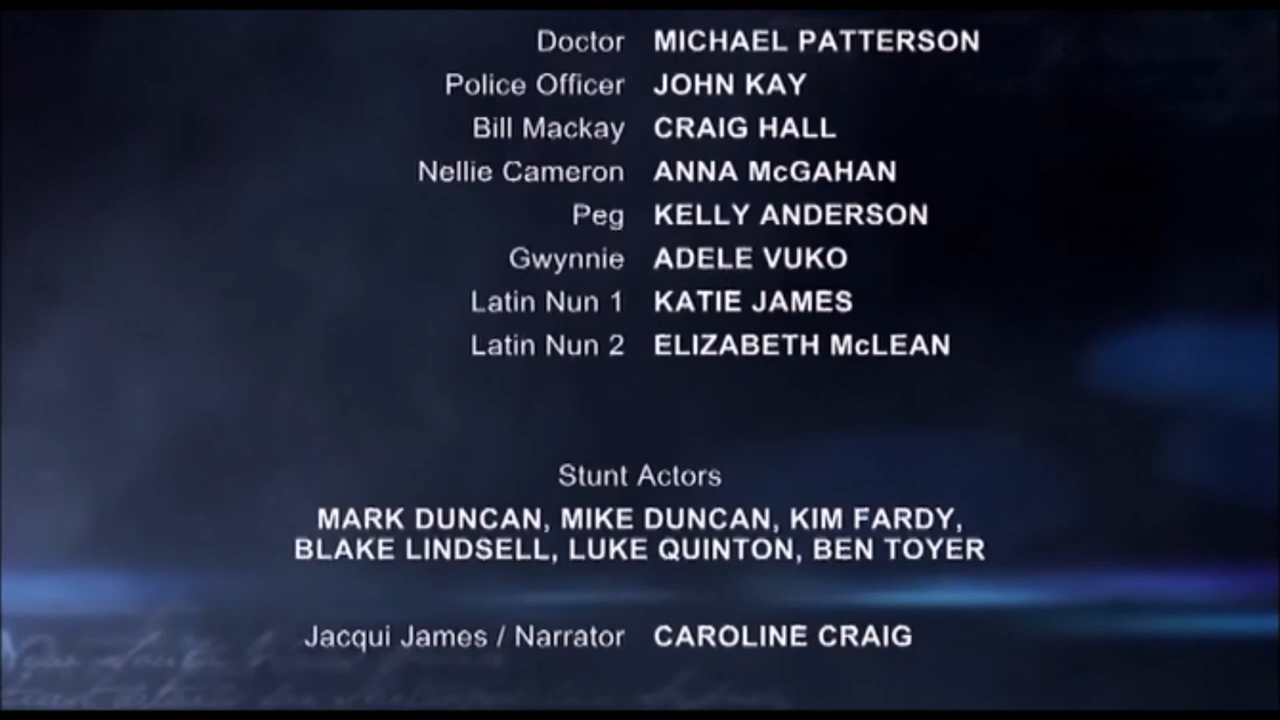 Doctor MICHAEL PATTERSON
Police Officer JOHN KAY
Bill Mackay CRAIG HALL
Nellie Cameron ANNA McGAHAN
Peg KELLY ANDERSON
Gwynnie ADELE VUKO
Latin Nun 1 KATIE JAMES
Latin Nun 2 ELIZABETH McLEAN
Stunt Actors
MARK DUNCAN, MIKE DUNCAN, KIM FARDY,
BLAKE LINDSELL, LUKE QUINTON, BEN TOYER
Jacqui James / Narrator CAROLINE CRAIG